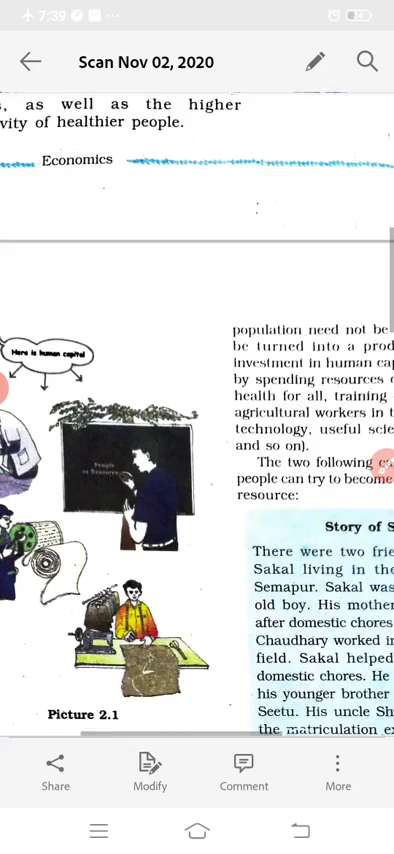 7:39
Scan Nov 02, 2020
as well as the higher
vity of healthier people.
Economics
Here is human capital
People
as Resource
Picture 2.1
population need not be
be turned into a prod
investment in human cap
by spending resources
health for all, training
agricultural workers in t
technology, useful scie
and so on).
The two following
people can try to become
resource:
Story of S
There were two frie
Sakal living in the
Semapur. Sakal was
old boy. His mother
after domestic chores
Chaudhary worked in
field. Sakal helped
domestic chores. He
his younger brother
Seetu. His uncle Sh
the matriculation ex
Share
Modify
Comment
More